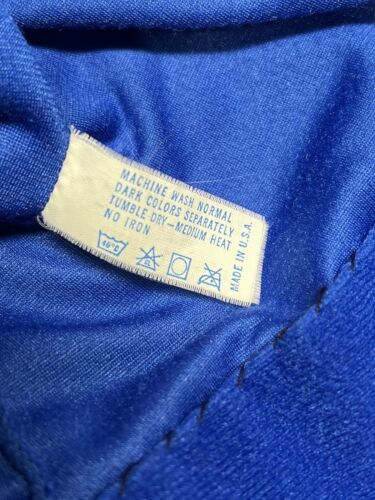 MACHINE WASH NORMAL
DARK COLORS SEPARATELY
TUMBLE DRY—MEDIUM HEAT
NO IRON
MADE IN U.S.A.